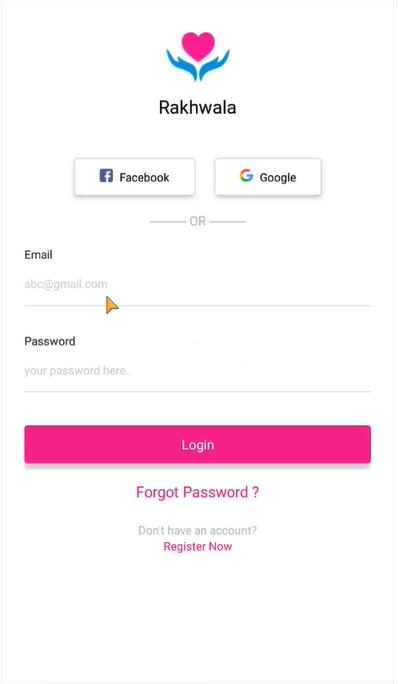 Rakhwala
Facebook
Google
OR
Email
abc@gmail.com
Password
your password here..
Login
Forgot Password ?
Don't have an account?
Register Now